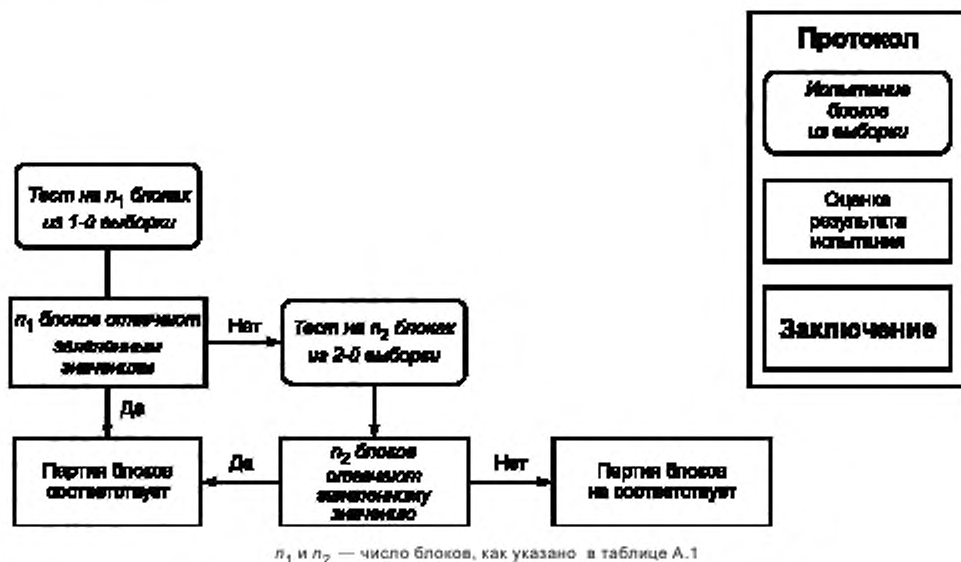 Протокол
Испытание
блоков
из выборки
Оценка
результата
испытания
Заключение
Тест на n₁ блоках
из 1-й выборки
n₁ блоков отвечают
заявленным
значениям
Нет
Тест на n₂ блоках
из 2-й выборки
Да
Партия блоков
соответствует
Да
n₂ блоков
отвечают
заявленному
значению
Нет
Партия блоков
не соответствует
n₁ и n₂ — число блоков, как указано в таблице А.1